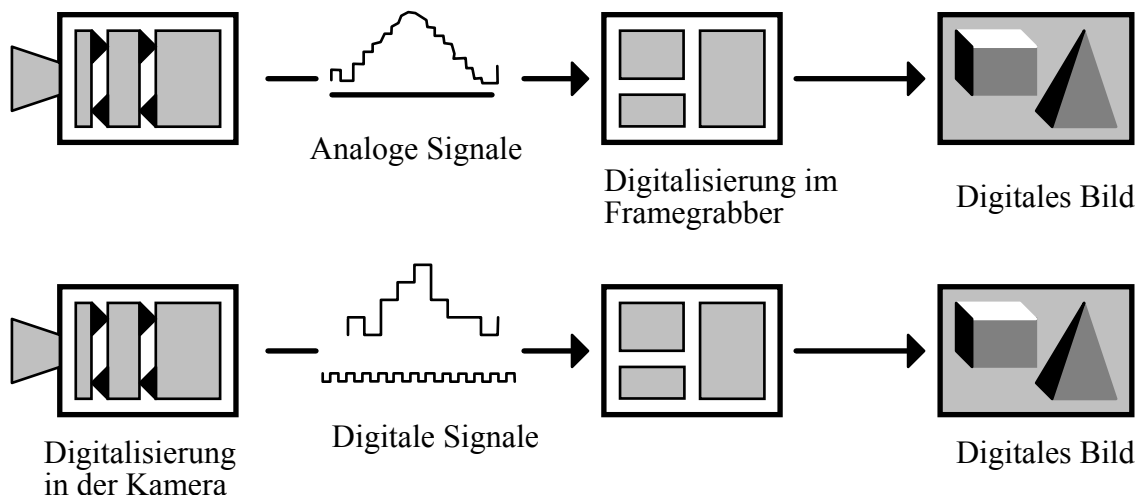 Analoge Signale
Digitalisierung im
Framegrabber
Digitales Bild
Digitalisierung
in der Kamera
Digitale Signale
Digitales Bild